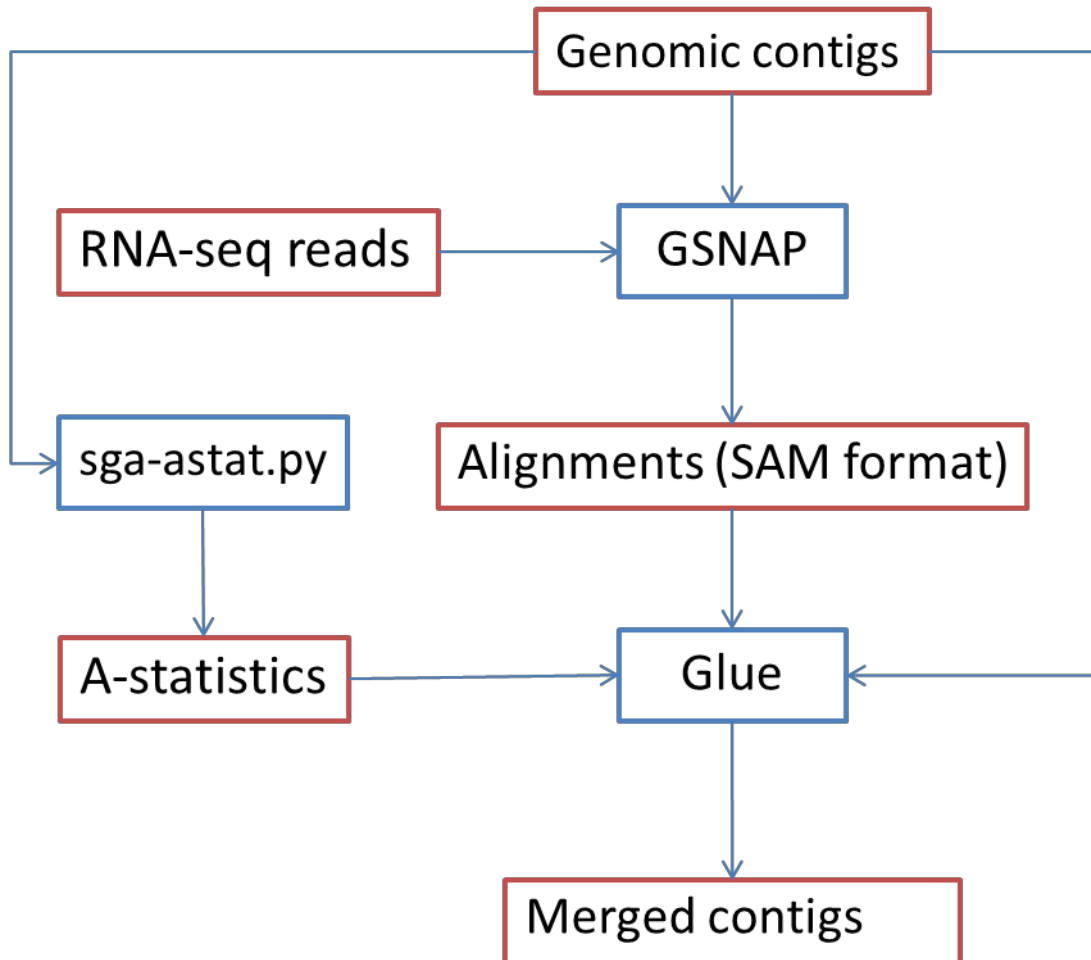 Genomic contigs
RNA-seq reads
GSNAP
sga-astat.py
Alignments (SAM format)
A-statistics
Glue
Merged contigs